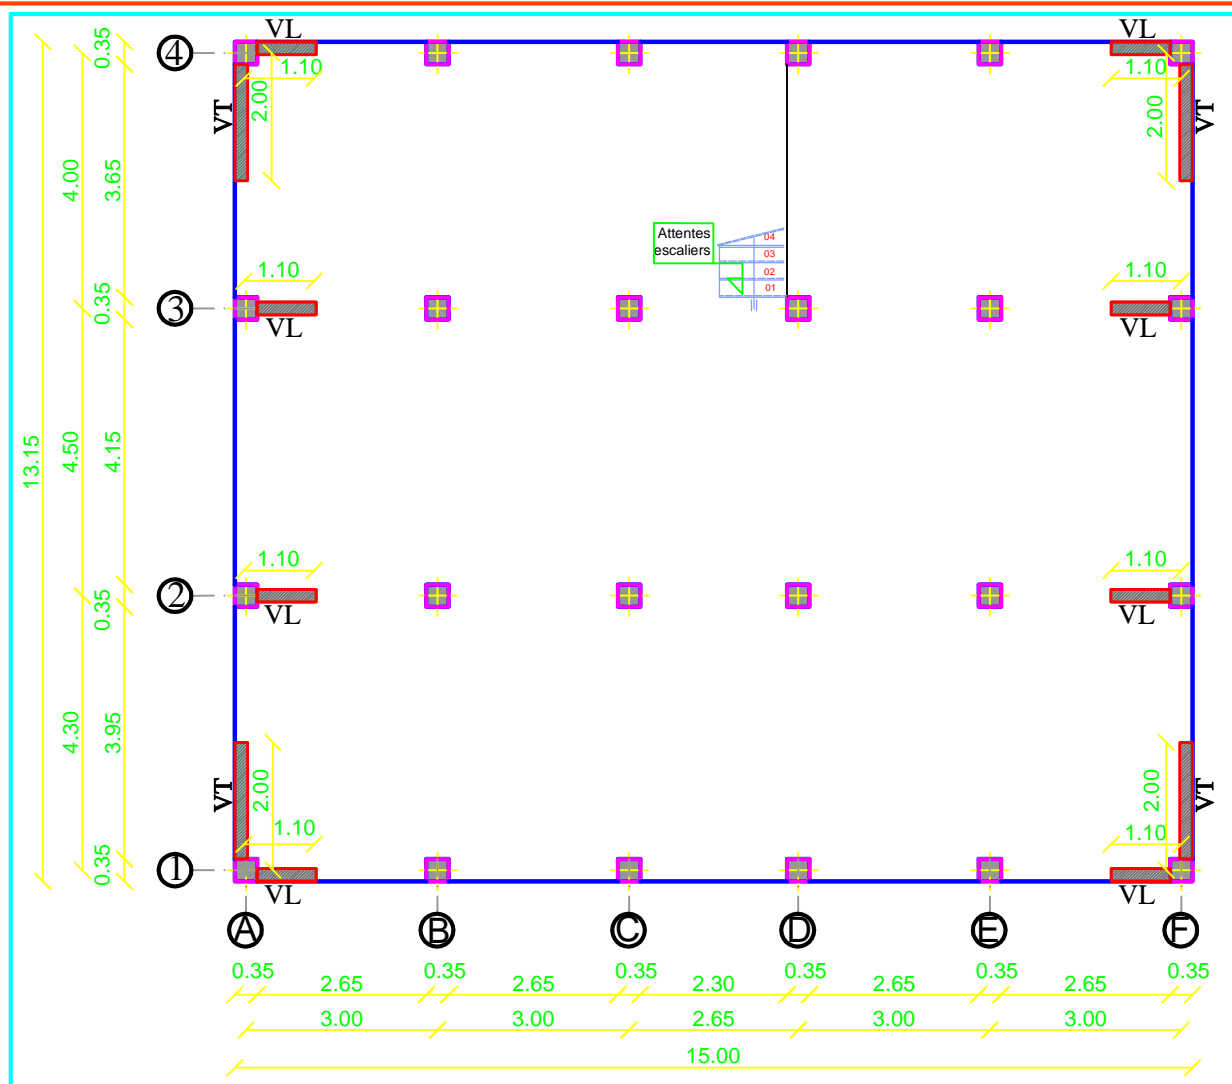 VL
VL
4
0.35
1.10
1.10
2.00
2.00
VT
VT
4.00
3.65
Attentes
escaliers
04
03
02
01
1.10
1.10
3
0.35
VL
VL
13.15
4.50
4.15
1.10
1.10
2
0.35
VL
VL
4.30
3.95
VT
2.00
2.00
VT
1.10
1.10
1
0.35
VL
VL
A
B
C
D
E
F
0.35
0.35
0.35
0.35
0.35
0.35
2.65
2.65
2.30
2.65
2.65
3.00
3.00
2.65
3.00
3.00
15.00